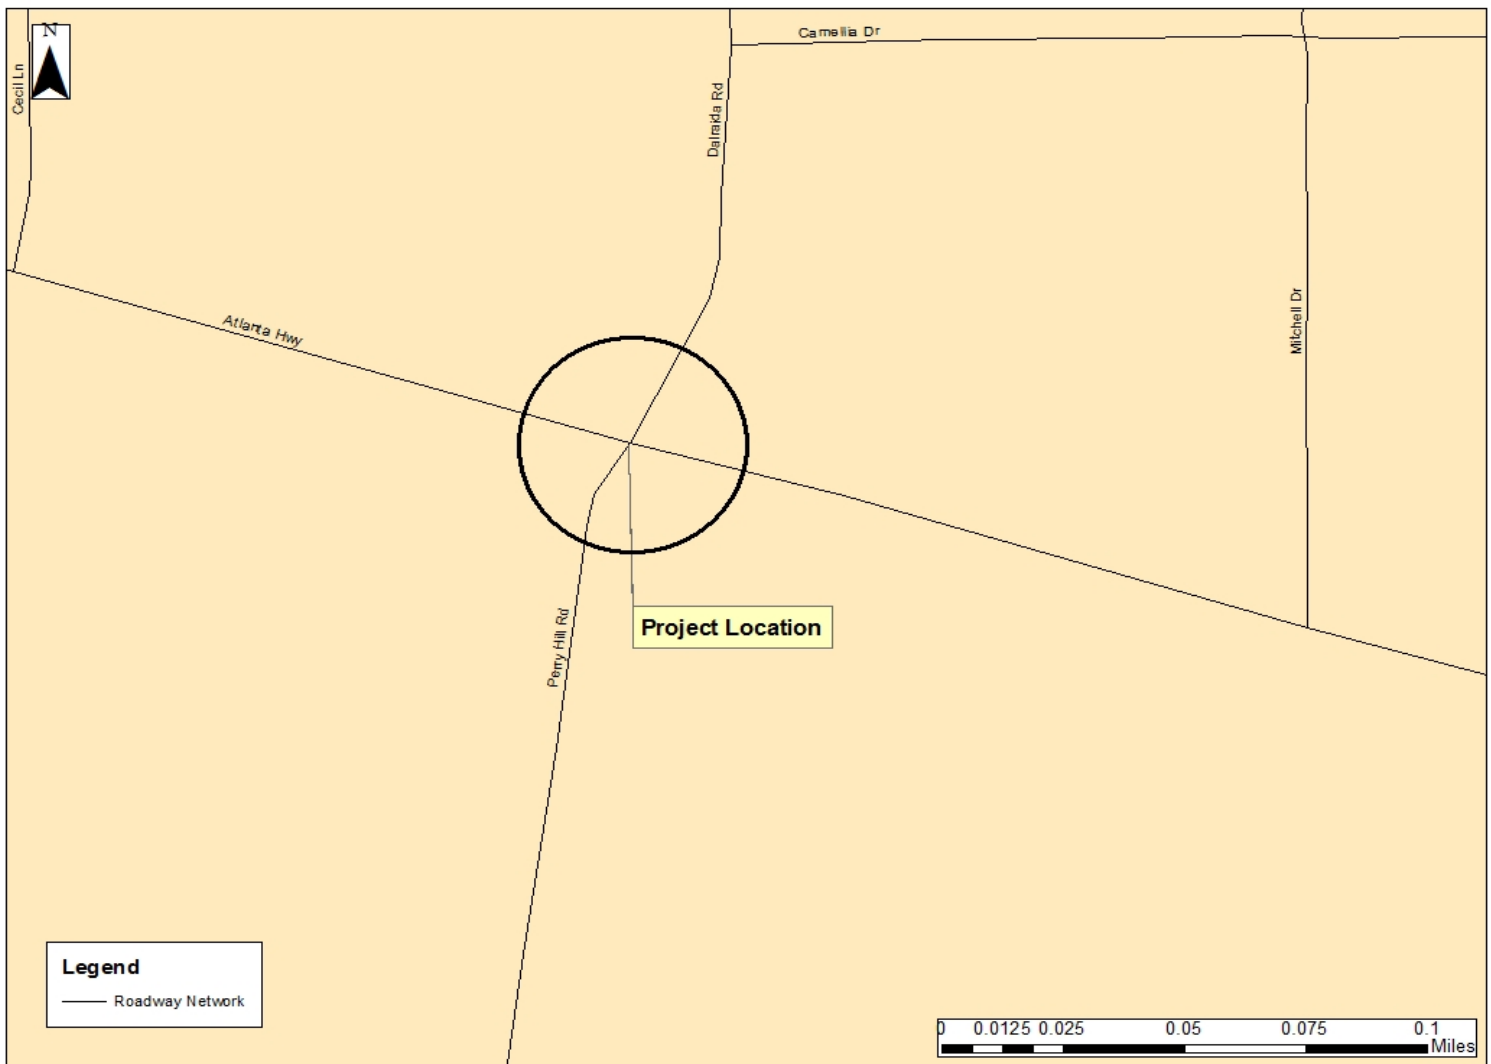 N
Camellia Dr
Cecil Ln
Dalraida Rd
Mitchell Dr
Atlanta Hwy
Perry Hill Rd
Project Location
Legend
Roadway Network
0 0.0125 0.025 0.05 0.075 0.1
Miles